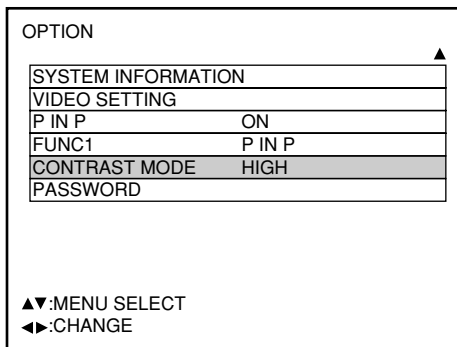 OPTION
▲
SYSTEM INFORMATION
VIDEO SETTING
P IN P ON
FUNC1 P IN P
CONTRAST MODE HIGH
PASSWORD
▲▼:MENU SELECT
◀▶:CHANGE